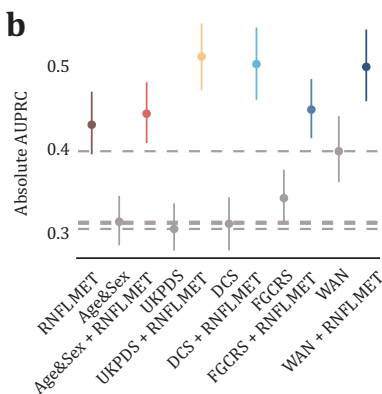 b
Absolute AUPRC
0.5
0.4
0.3
RNFLMET
Age&Sex
Age&Sex + RNFLMET
UKPDS
UKPDS + RNFLMET
DCS
DCS + RNFLMET
FGCRS
FGCRS + RNFLMET
WAN
WAN + RNFLMET